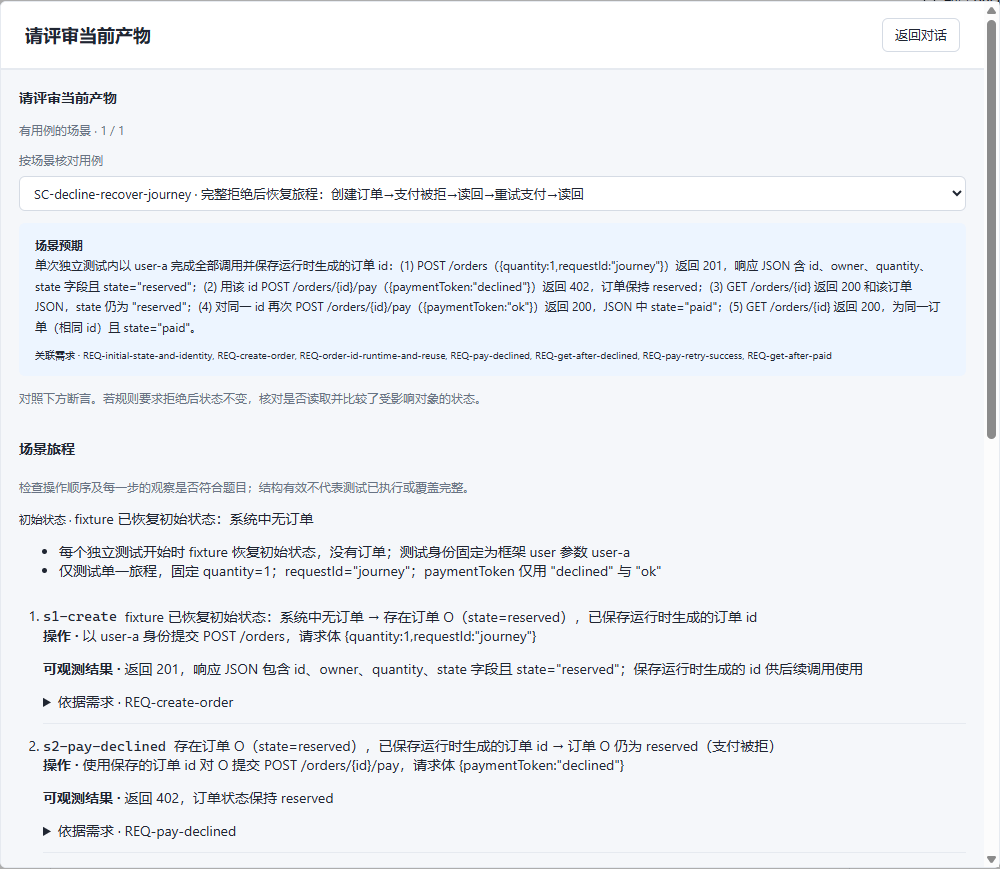 请评审当前产物
返回对话
请评审当前产物
有用例的场景 · 1 / 1
按场景核对用例
SC-decline-recover-journey · 完整拒绝后恢复旅程：创建订单→支付被拒→读回→重试支付→读回
场景预期
单次独立测试内以 user-a 完成全部调用并保存运行时生成的订单 id：(1) POST /orders（{quantity:1,requestId:"journey"}）返回 201，响应 JSON 含 id、owner、quantity、
state 字段且 state="reserved"；(2) 用该 id POST /orders/{id}/pay（{paymentToken:"declined"}）返回 402，订单保持 reserved；(3) GET /orders/{id} 返回 200 和该订单
JSON，state 仍为 "reserved"；(4) 对同一 id 再次 POST /orders/{id}/pay（{paymentToken:"ok"}）返回 200，JSON 中 state="paid"；(5) GET /orders/{id} 返回 200，为同一订
单（相同 id）且 state="paid"。
关联需求 · REQ-initial-state-and-identity, REQ-create-order, REQ-order-id-runtime-and-reuse, REQ-pay-declined, REQ-get-after-declined, REQ-pay-retry-success, REQ-get-after-paid
对照下方断言。若规则要求拒绝后状态不变，核对是否读取并比较了受影响对象的状态。
场景旅程
检查操作顺序及每一步的观察是否符合题目；结构有效不代表测试已执行或覆盖完整。
初始状态 · fixture 已恢复初始状态：系统中无订单
• 每个独立测试开始时 fixture 恢复初始状态，没有订单；测试身份固定为框架 user 参数 user-a
• 仅测试单一旅程，固定 quantity=1；requestId="journey"；paymentToken 仅用 "declined" 与 "ok"
1. s1-create fixture 已恢复初始状态：系统中无订单 → 存在订单 O（state=reserved），已保存运行时生成的订单 id
操作 · 以 user-a 身份提交 POST /orders，请求体 {quantity:1,requestId:"journey"}
可观测结果 · 返回 201，响应 JSON 包含 id、owner、quantity、state 字段且 state="reserved"；保存运行时生成的 id 供后续调用使用
▶ 依据需求 · REQ-create-order
2. s2-pay-declined 存在订单 O（state=reserved），已保存运行时生成的订单 id → 订单 O 仍为 reserved（支付被拒）
操作 · 使用保存的订单 id 对 O 提交 POST /orders/{id}/pay，请求体 {paymentToken:"declined"}
可观测结果 · 返回 402，订单状态保持 reserved
▶ 依据需求 · REQ-pay-declined